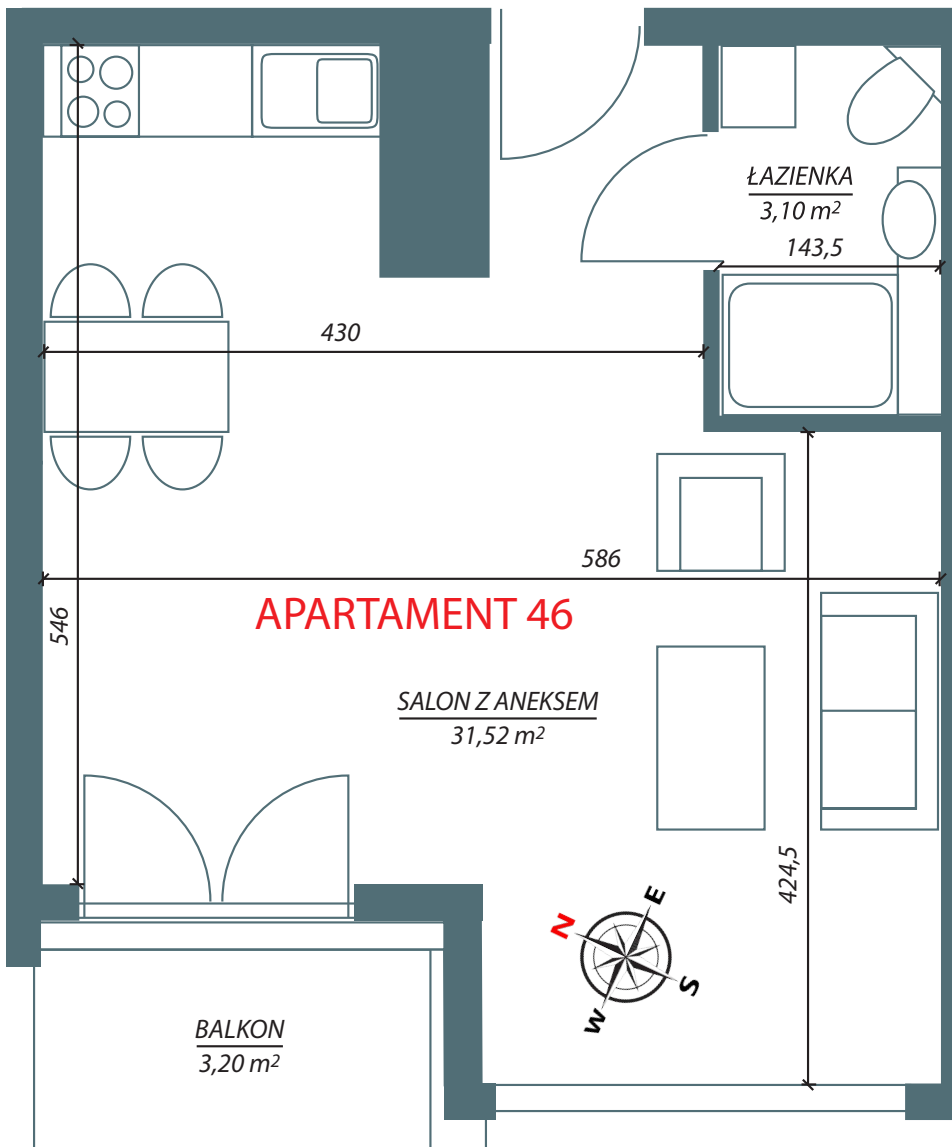 ŁAZIENKA
3,10 m²
143,5
430
586
546
APARTAMENT 46
SALON Z ANEKSEM
31,52 m²
424,5
N
E
S
W
BALKON
3,20 m²